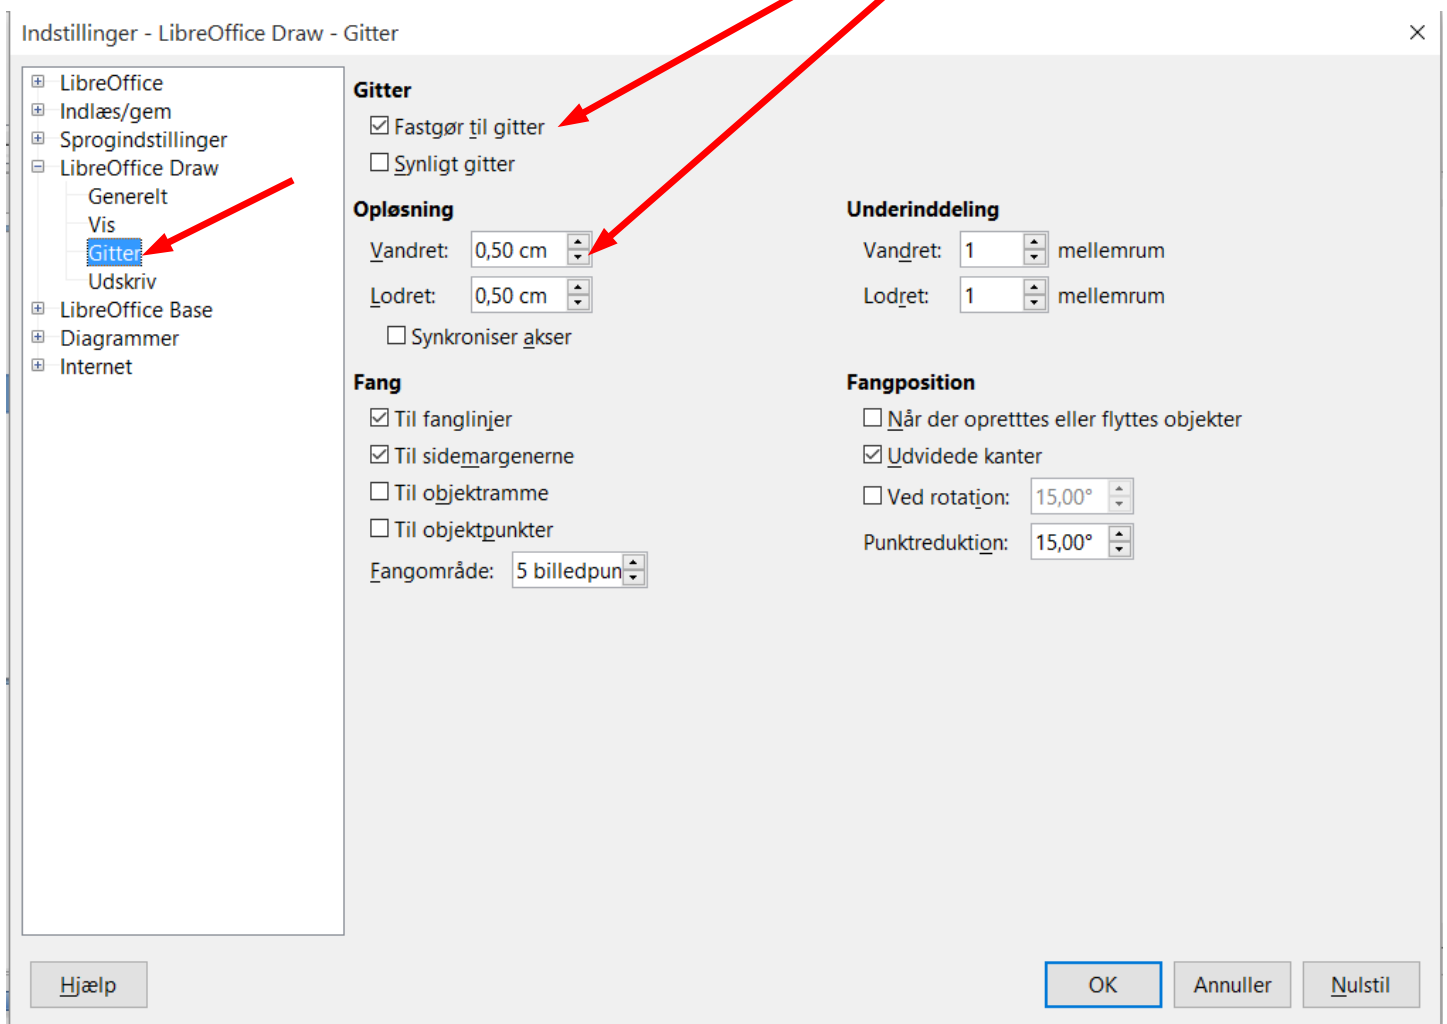 Indstillinger - LibreOffice Draw - Gitter
LibreOffice
Indlæs/gem
Sprogindstillinger
LibreOffice Draw
Generelt
Vis
Gitter
Udskriv
LibreOffice Base
Diagrammer
Internet
Gitter
Fastgør til gitter
Synligt gitter
Opløsning
Vandret: 0,50 cm
Lodret: 0,50 cm
Synkroniser akser
Underinddeling
Vandret: 1 mellemrum
Lodret: 1 mellemrum
Fang
Til fanglinjer
Til sidemargenerne
Til objektramme
Til objektpunkter
Fangområde: 5 billedpun
Fangposition
Når der opretttes eller flyttes objekter
Udvidede kanter
Ved rotation: 15,00°
Punktreduktion: 15,00°
Hjælp OK Annuller Nulstil